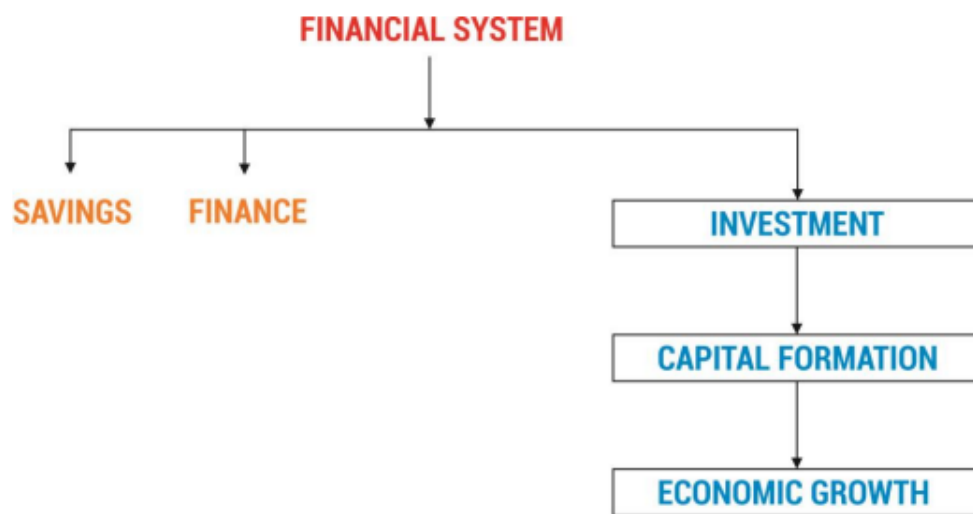 FINANCIAL SYSTEM
SAVINGS
FINANCE
INVESTMENT
CAPITAL FORMATION
ECONOMIC GROWTH